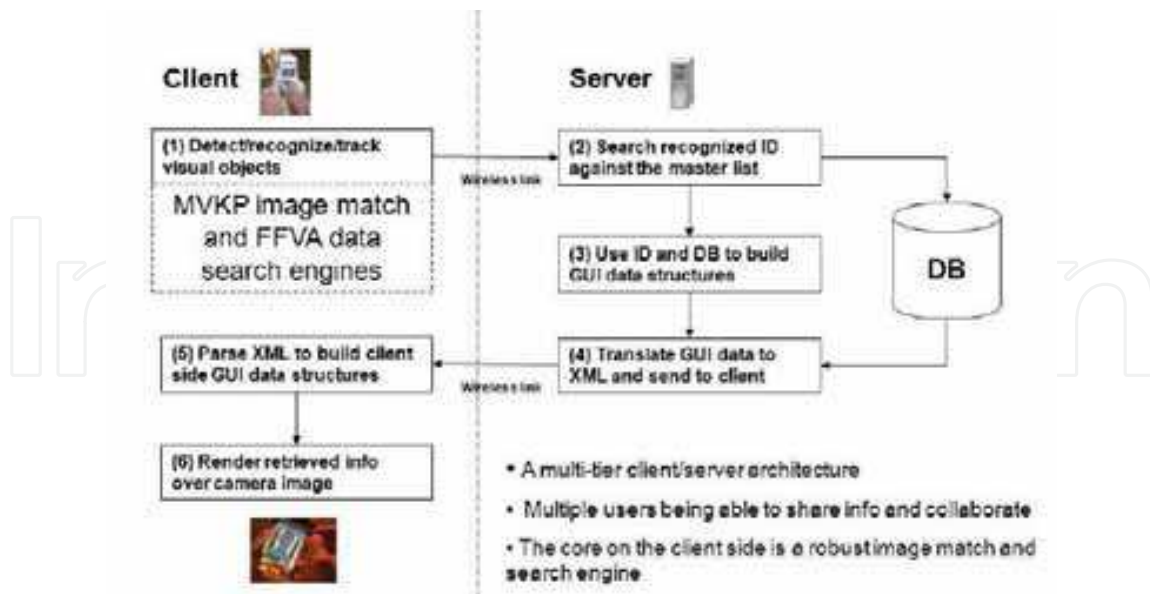 Client
Server
(1) Detect/recognize/track
visual objects
MVKP image match
and FFVA data
search engines
Wireless link
(2) Search recognized ID
against the master list
(3) Use ID and DB to build
GUI data structures
DB
(4) Translate GUI data to
XML and send to client
Wireless link
(5) Parse XML to build client
side GUI data structures
(6) Render retrieved info
over camera image
• A multi-tier client/server architecture
• Multiple users being able to share info and collaborate
• The core on the client side is a robust image match and
search engine